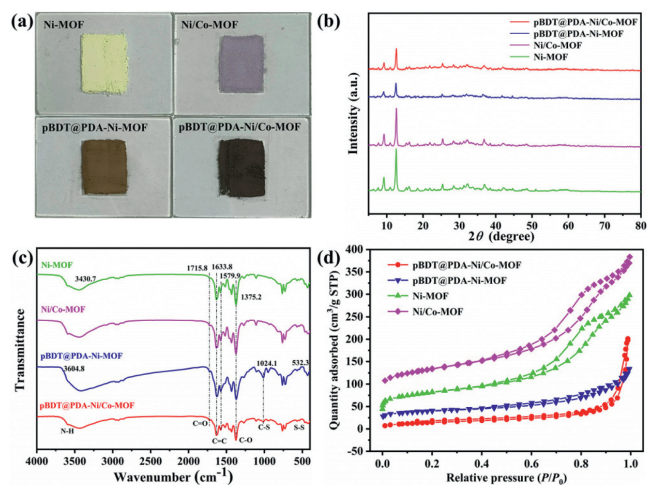 (a)
Ni-MOF
Ni/Co-MOF
pBDT@PDA-Ni-MOF
pBDT@PDA-Ni/Co-MOF
(b)
pBDT@PDA-Ni/Co-MOF
pBDT@PDA-Ni-MOF
Ni/Co-MOF
Ni-MOF
Intensity (a.u.)
10 20 30 40 50 60 70 80
2θ (degree)
(c)
Ni-MOF
3430.7
1715.8
1633.8
1579.9
1375.2
Ni/Co-MOF
pBDT@PDA-Ni-MOF
3604.8
1024.1
532.3
pBDT@PDA-Ni/Co-MOF
N-H
C=O
C=C
C-O
C-S
S-S
Transmittance
4000 3500 3000 2500 2000 1500 1000 500
Wavenumber (cm-1)
(d)
pBDT@PDA-Ni/Co-MOF
pBDT@PDA-Ni-MOF
Ni-MOF
Ni/Co-MOF
Quantity adsorbed (cm³/g STP)
400
350
300
250
200
150
100
50
0
0.0 0.2 0.4 0.6 0.8 1.0
Relative pressure (P/P0)